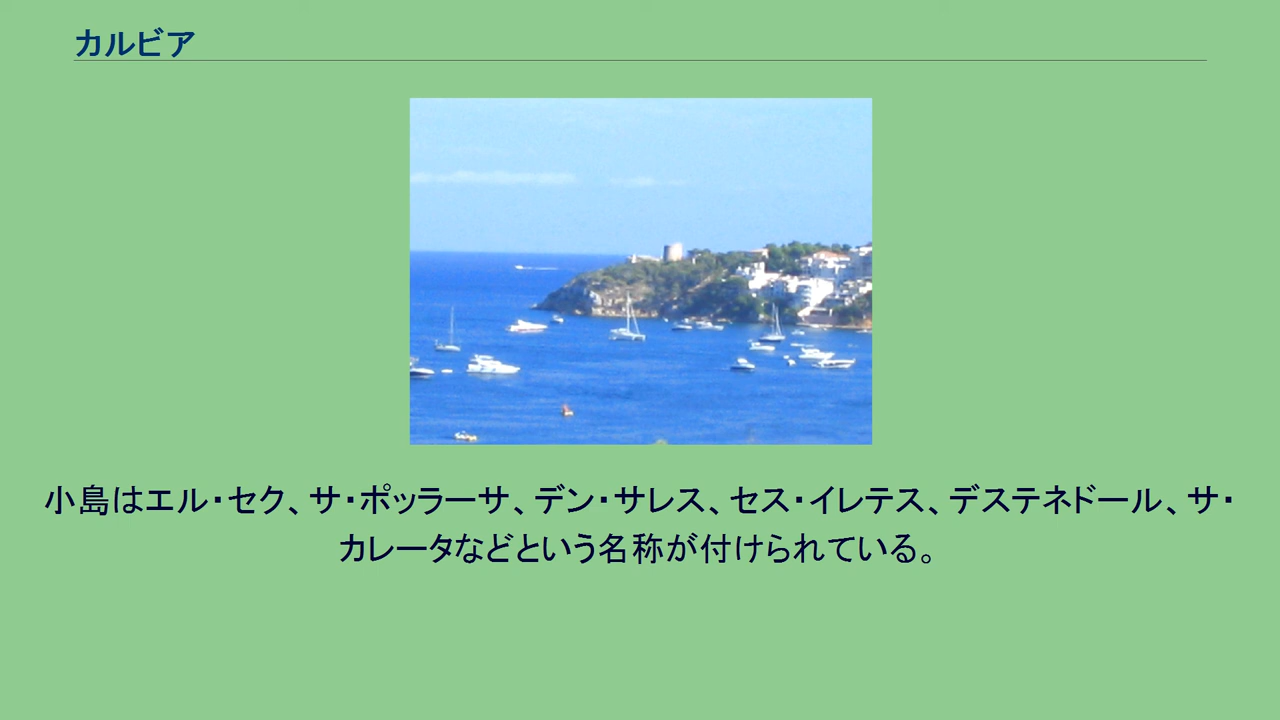 カルビア
小島はエル・セク、サ・ポッラーサ、デン・サレス、セス・イレテス、デステネドール、サ・
カレータなどという名称が付けられている。